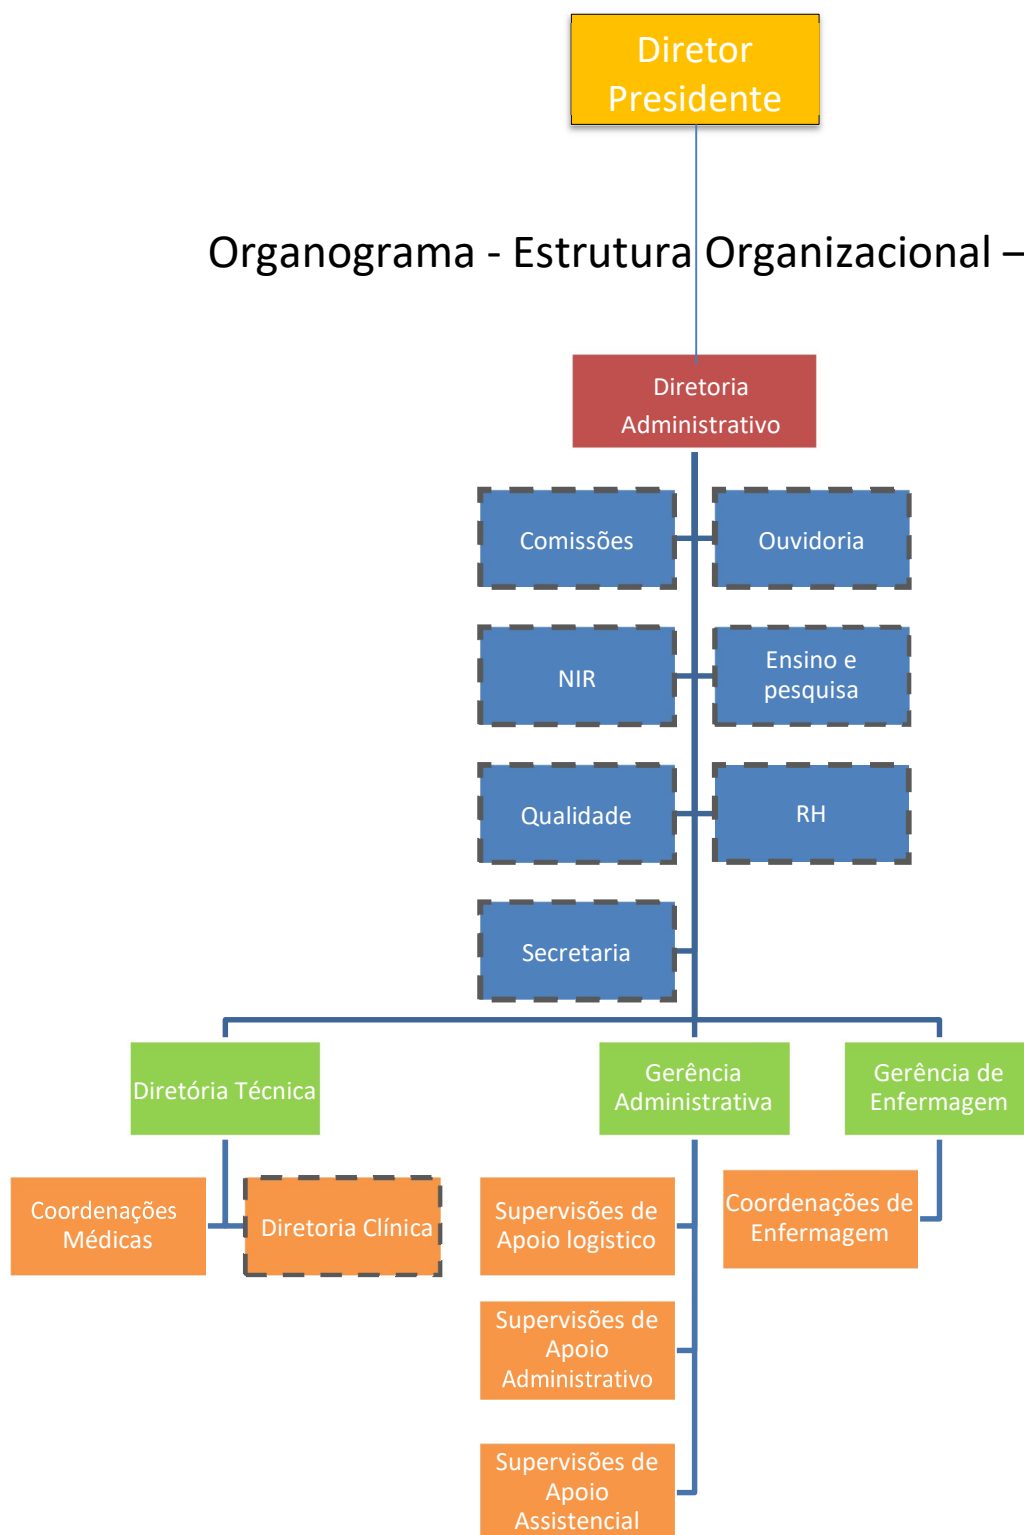 Diretor
Presidente
Organograma - Estrutura Organizacional –
Diretoria
Administrativo
Comissões
Ouvidoria
NIR
Ensino e
pesquisa
Qualidade
RH
Secretaria
Diretória Técnica
Gerência
Administrativa
Gerência de
Enfermagem
Coordenações
Médicas
Diretoria Clínica
Supervisões de
Apoio logistico
Coordenações de
Enfermagem
Supervisões de
Apoio
Administrativo
Supervisões de
Apoio
Assistencial